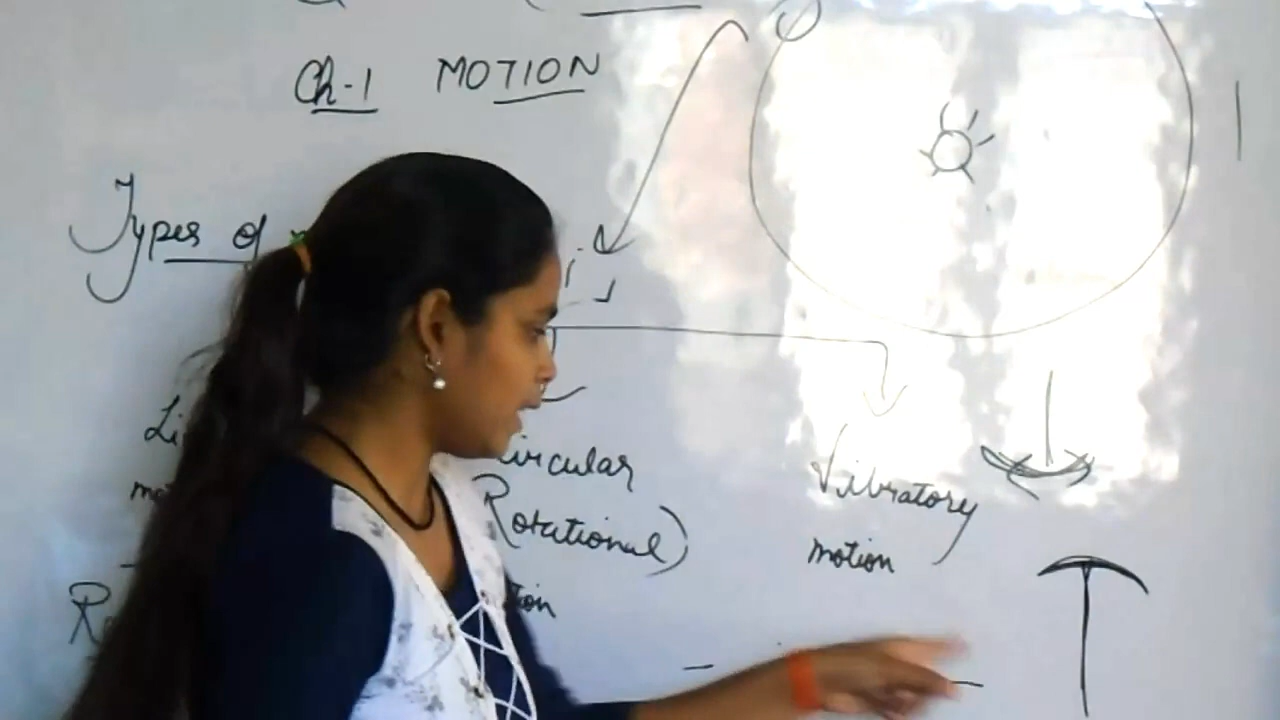 Ch-1 MOTION
Types of
Circular
(Rotational)
Vibratory
motion